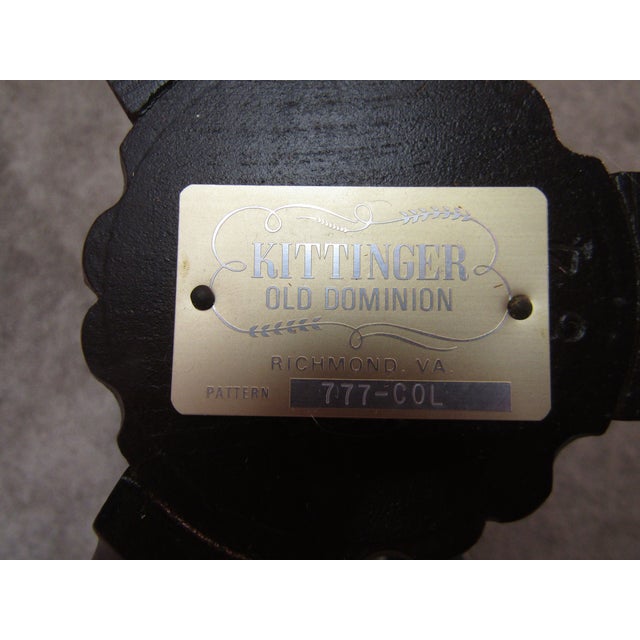 KITTINGER
OLD DOMINION
RICHMOND, VA.
PATTERN 777-COL